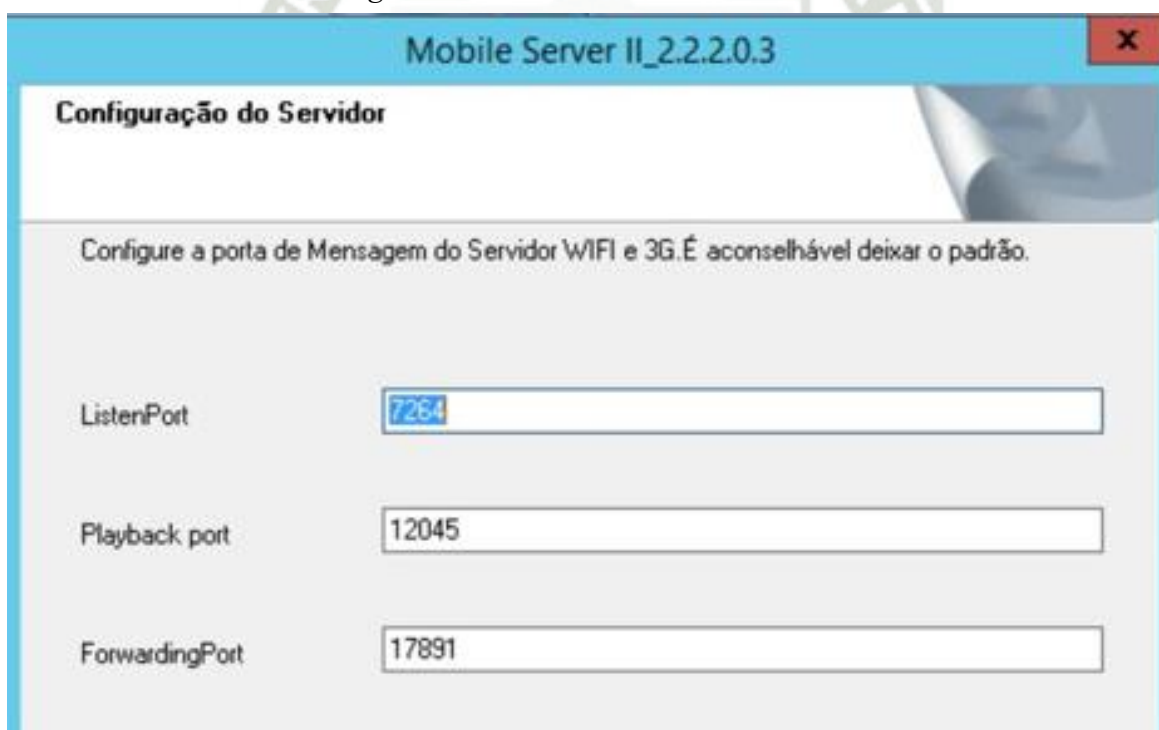 Mobile Server II_2.2.2.0.3
x
Configuração do Servidor
Configure a porta de Mensagem do Servidor WIFI e 3G.É aconselhável deixar o padrão.
ListenPort
7264
Playback port
12045
ForwardingPort
17891